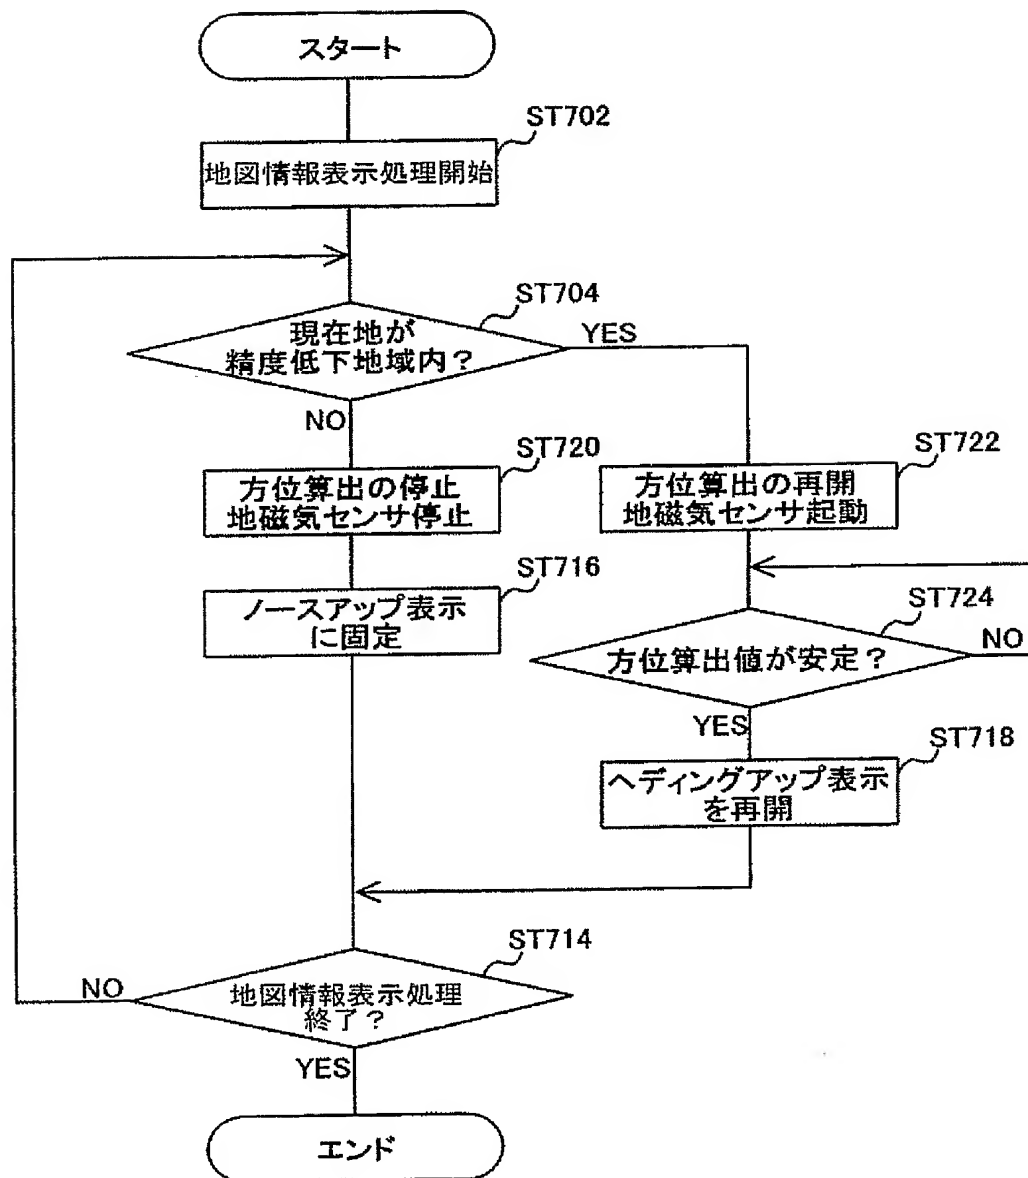 スタート
ST702
地図情報表示処理開始
ST704
現在地が
精度低下地域内？
YES
NO
ST720
方位算出の停止
地磁気センサ停止
ST722
方位算出の再開
地磁気センサ起動
ST716
ノースアップ表示
に固定
ST724
方位算出値が安定？
NO
YES
ST718
ヘディングアップ表示
を再開
ST714
地図情報表示処理
終了？
NO
YES
エンド